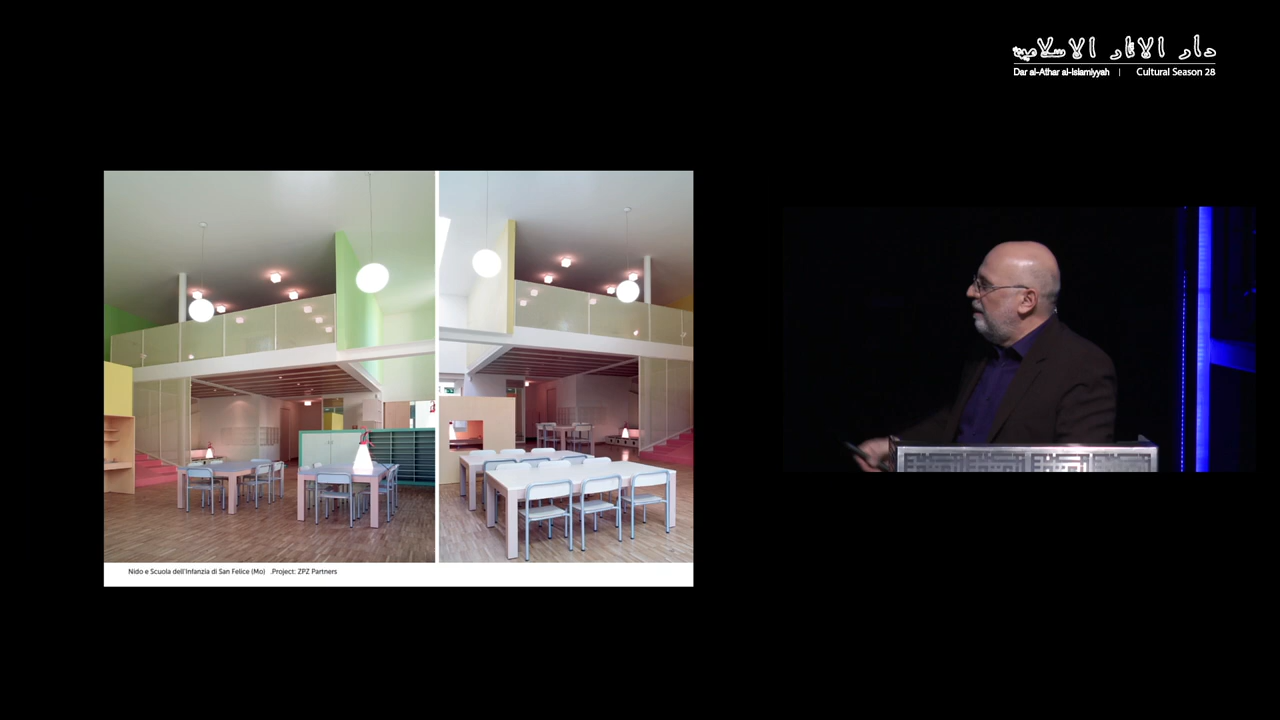 دار الآثار الإسلامية
Dar al-Athar al-Islamiyyah | Cultural Season 28
Nido e Scuola dell'Infanzia di San Felice (Mo) .Project: ZPZ Partners